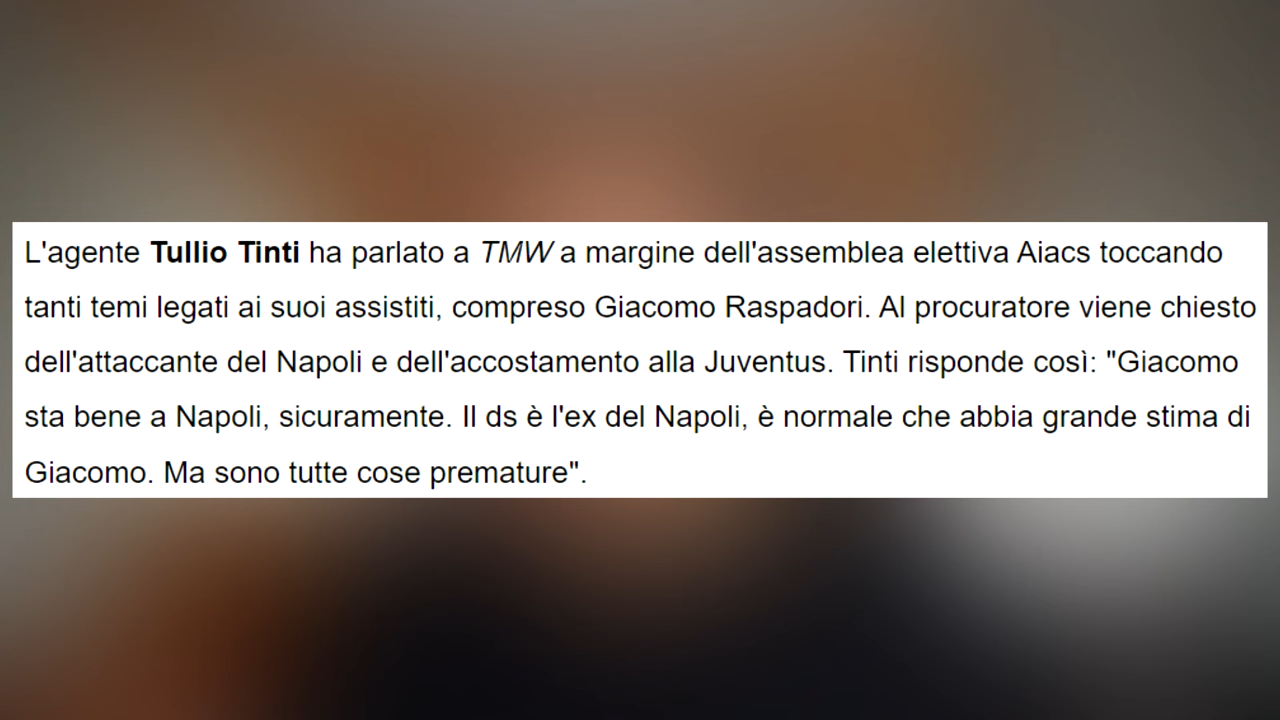 L'agente Tullio Tinti ha parlato a TMW a margine dell'assemblea elettiva Aiacs toccando
tanti temi legati ai suoi assistiti, compreso Giacomo Raspadori. Al procuratore viene chiesto
dell'attaccante del Napoli e dell'accostamento alla Juventus. Tinti risponde così: "Giacomo
sta bene a Napoli, sicuramente. Il ds è l'ex del Napoli, è normale che abbia grande stima di
Giacomo. Ma sono tutte cose premature".